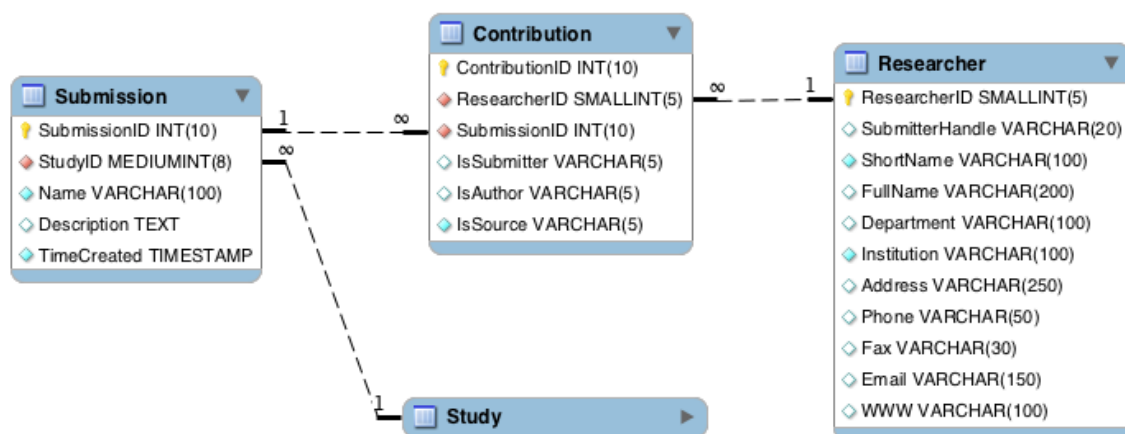 Submission
SubmissionID INT(10)
StudyID MEDIUMINT(8)
Name VARCHAR(100)
Description TEXT
TimeCreated TIMESTAMP
1
∞
∞
1
Contribution
ContributionID INT(10)
ResearcherID SMALLINT(5)
SubmissionID INT(10)
IsSubmitter VARCHAR(5)
IsAuthor VARCHAR(5)
IsSource VARCHAR(5)
∞
1
Researcher
ResearcherID SMALLINT(5)
SubmitterHandle VARCHAR(20)
ShortName VARCHAR(100)
FullName VARCHAR(200)
Department VARCHAR(100)
Institution VARCHAR(100)
Address VARCHAR(250)
Phone VARCHAR(50)
Fax VARCHAR(30)
Email VARCHAR(150)
WWW VARCHAR(100)
Study